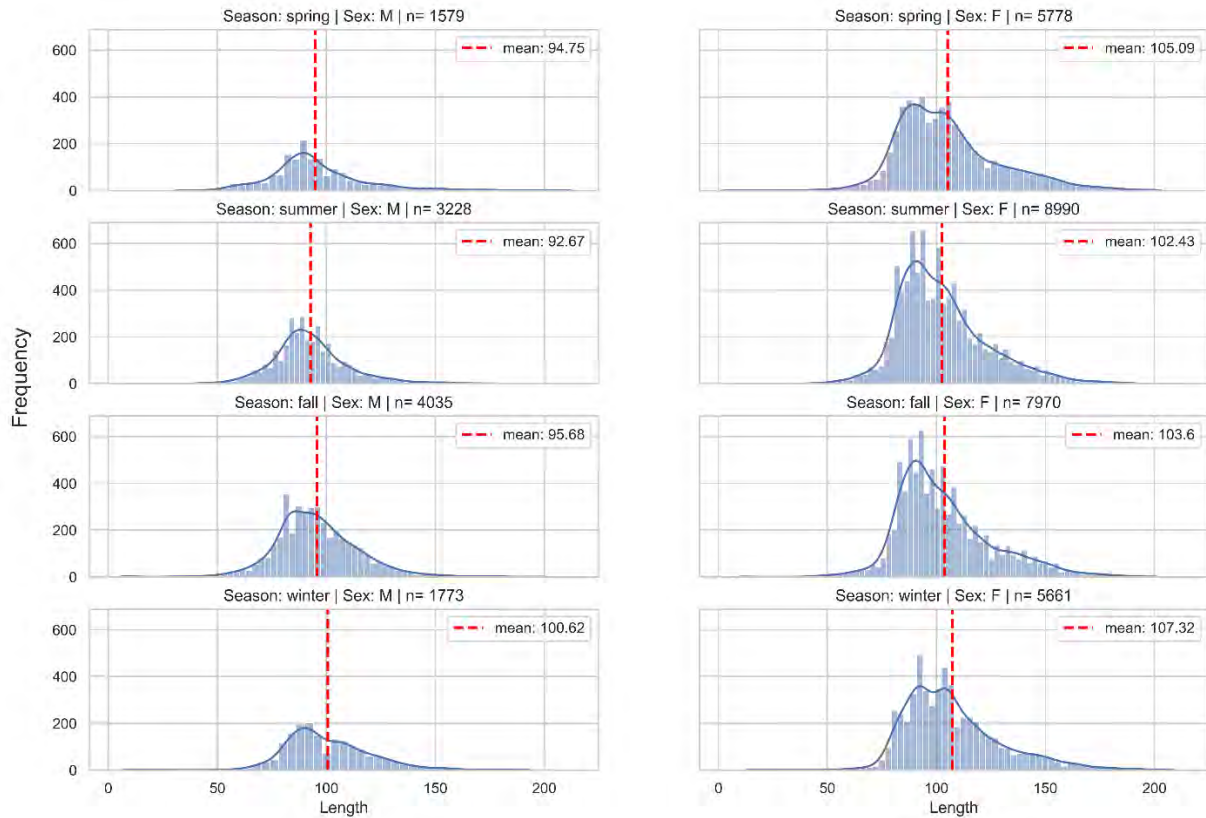 Season: spring | Sex: M | n= 1579
600
400
200
0
mean: 94.75
Season: spring | Sex: F | n= 5778
mean: 105.09
Season: summer | Sex: M | n= 3228
600
400
200
0
mean: 92.67
Season: summer | Sex: F | n= 8990
mean: 102.43
Frequency
Season: fall | Sex: M | n= 4035
600
400
200
0
mean: 95.68
Season: fall | Sex: F | n= 7970
mean: 103.6
Season: winter | Sex: M | n= 1773
600
400
200
0
mean: 100.62
Season: winter | Sex: F | n= 5661
mean: 107.32
0 50 100 150 200
Length
0 50 100 150 200
Length